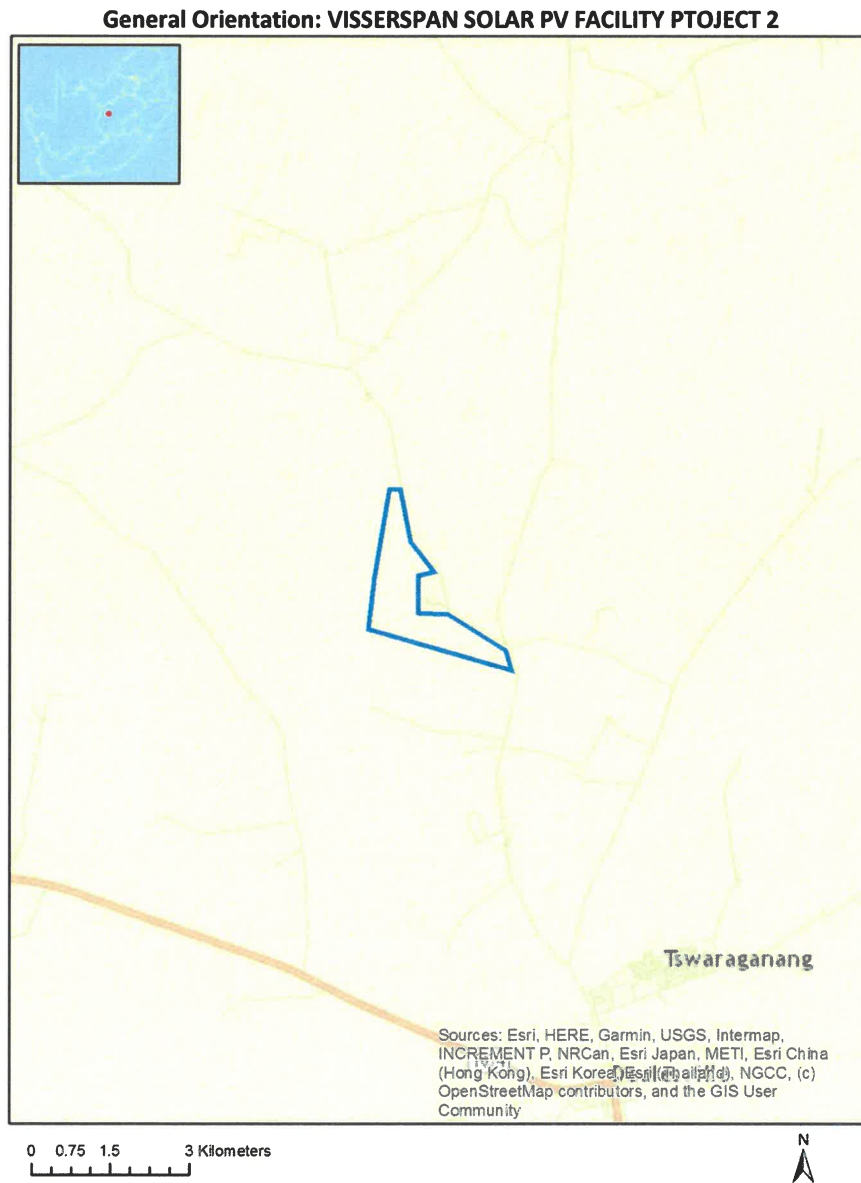 General Orientation: VISSERSPAN SOLAR PV FACILITY PTOJECT 2
Tswaraganang
Sources: Esri, HERE, Garmin, USGS, Intermap,
INCREMENT P, NRCan, Esri Japan, METI, Esri China
(Hong Kong), Esri Korea, Esri (Thailand), NGCC, (c)
OpenStreetMap contributors, and the GIS User
Community
0 0.75 1.5 3 Kilometers
N